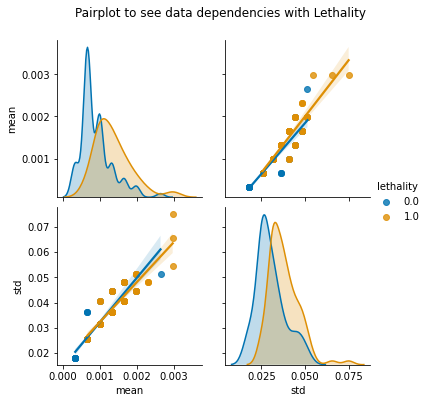 Pairplot to see data dependencies with Lethality
0.003
0.002
0.001
mean
lethality
0.0
1.0
0.07
0.06
0.05
0.04
0.03
0.02
std
0.000 0.001 0.002 0.003
mean
0.025 0.050 0.075
std